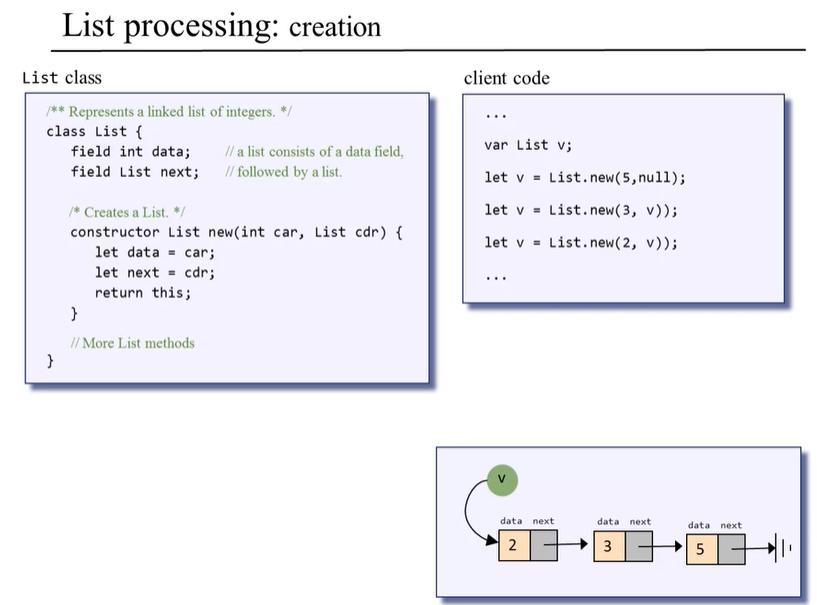 List processing: creation
List class
/** Represents a linked list of integers. */
class List {
field int data; // a list consists of a data field,
field List next; // followed by a list.
/* Creates a List. */
constructor List new(int car, List cdr) {
let data = car;
let next = cdr;
return this;
}
// More List methods
}
client code
...
var List v;
let v = List.new(5,null);
let v = List.new(3, v));
let v = List.new(2, v));
...
v
data next data next data next
2 3 5